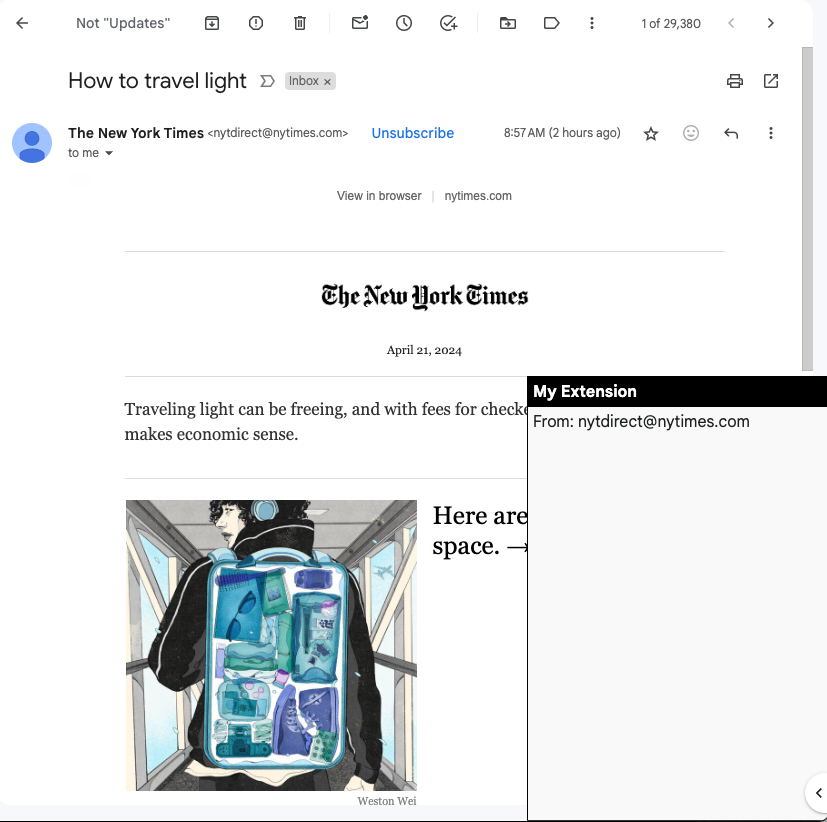 Not "Updates"
1 of 29,380
How to travel light
Inbox ×
The New York Times <nytdirect@nytimes.com> Unsubscribe 8:57 AM (2 hours ago)
to me
View in browser | nytimes.com
The New York Times
April 21, 2024
Traveling light can be freeing, and with fees for checke
makes economic sense.
Here are
space. →
Weston Wei
My Extension
From: nytdirect@nytimes.com